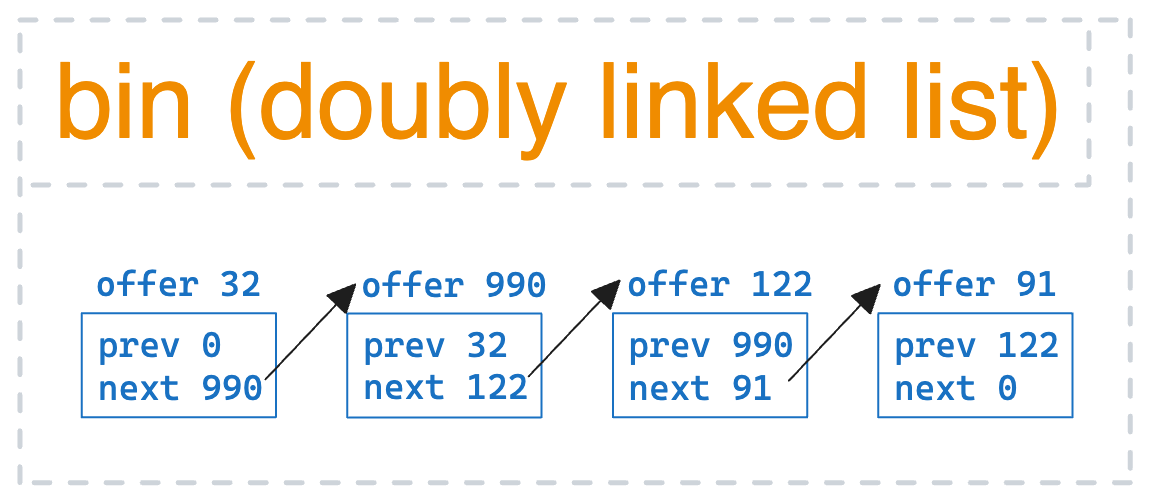 bin (doubly linked list)
offer 32
prev 0
next 990
offer 990
prev 32
next 122
offer 122
prev 990
next 91
offer 91
prev 122
next 0